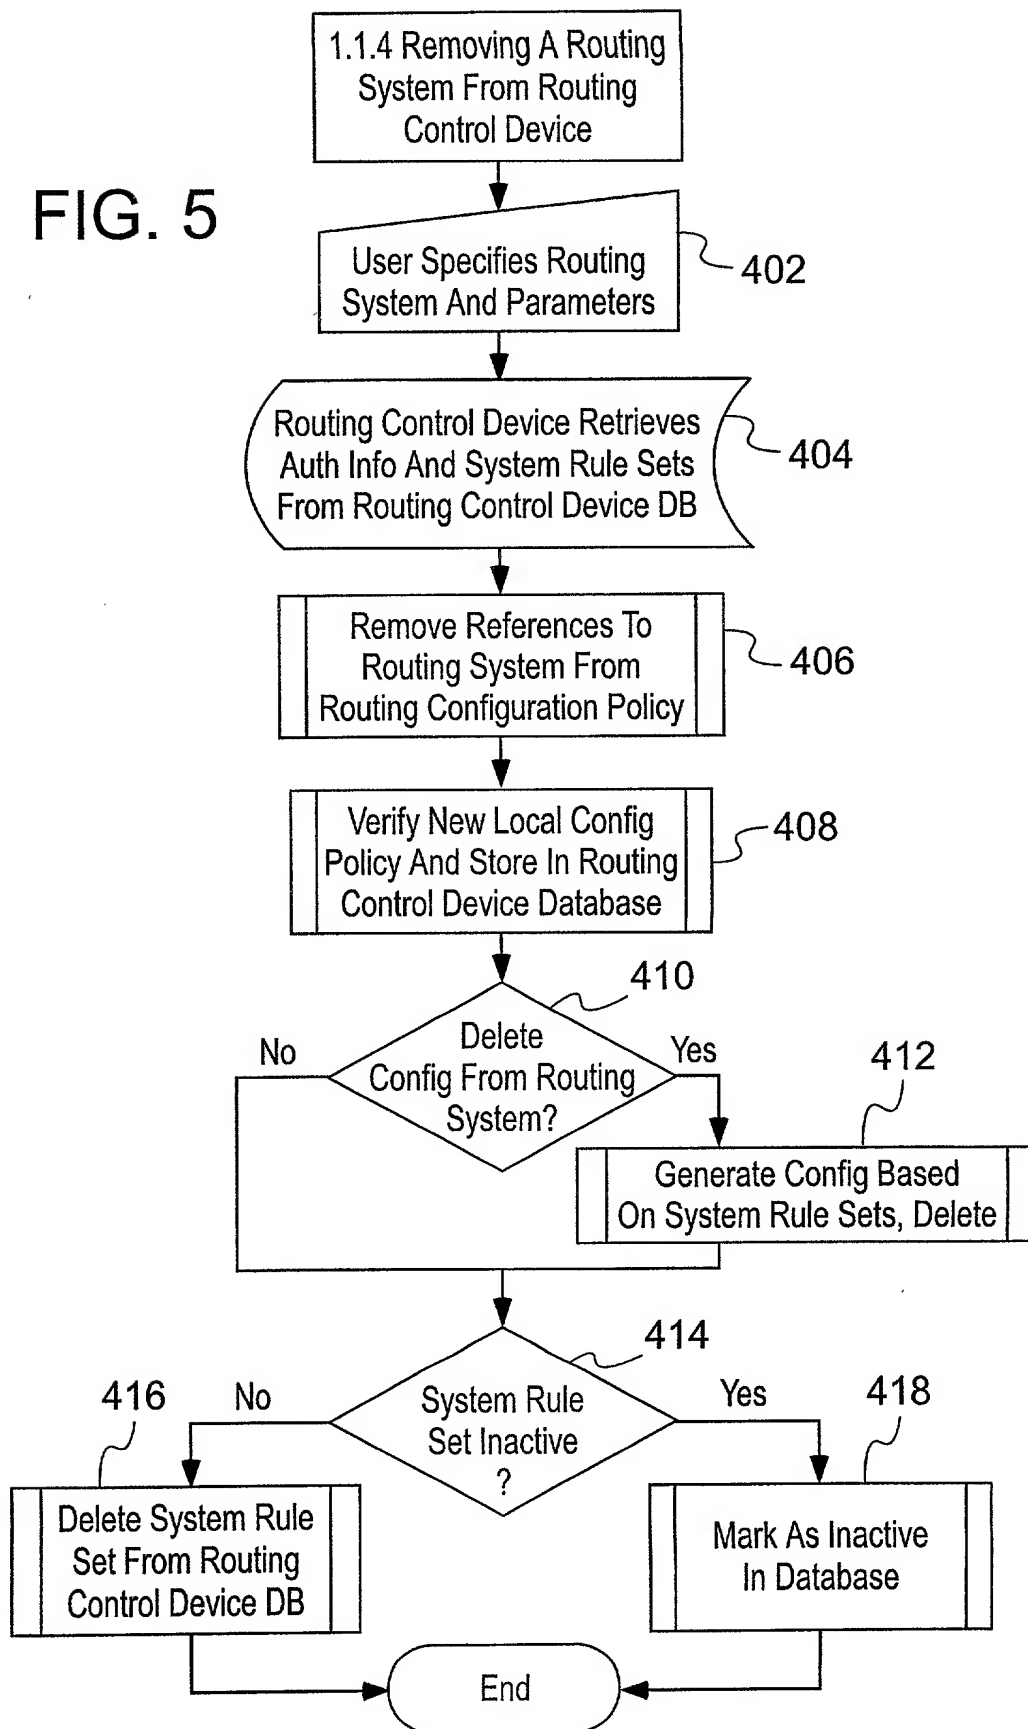 1.1.4 Removing A Routing
System From Routing
Control Device
FIG. 5
User Specifies Routing
System And Parameters
402
Routing Control Device Retrieves
Auth Info And System Rule Sets
From Routing Control Device DB
404
Remove References To
Routing System From
Routing Configuration Policy
406
Verify New Local Config
Policy And Store In Routing
Control Device Database
408
410
Delete
Config From Routing
System?
No
Yes
412
Generate Config Based
On System Rule Sets, Delete
414
System Rule
Set Inactive
?
No
Yes
416
418
Delete System Rule
Set From Routing
Control Device DB
Mark As Inactive
In Database
End